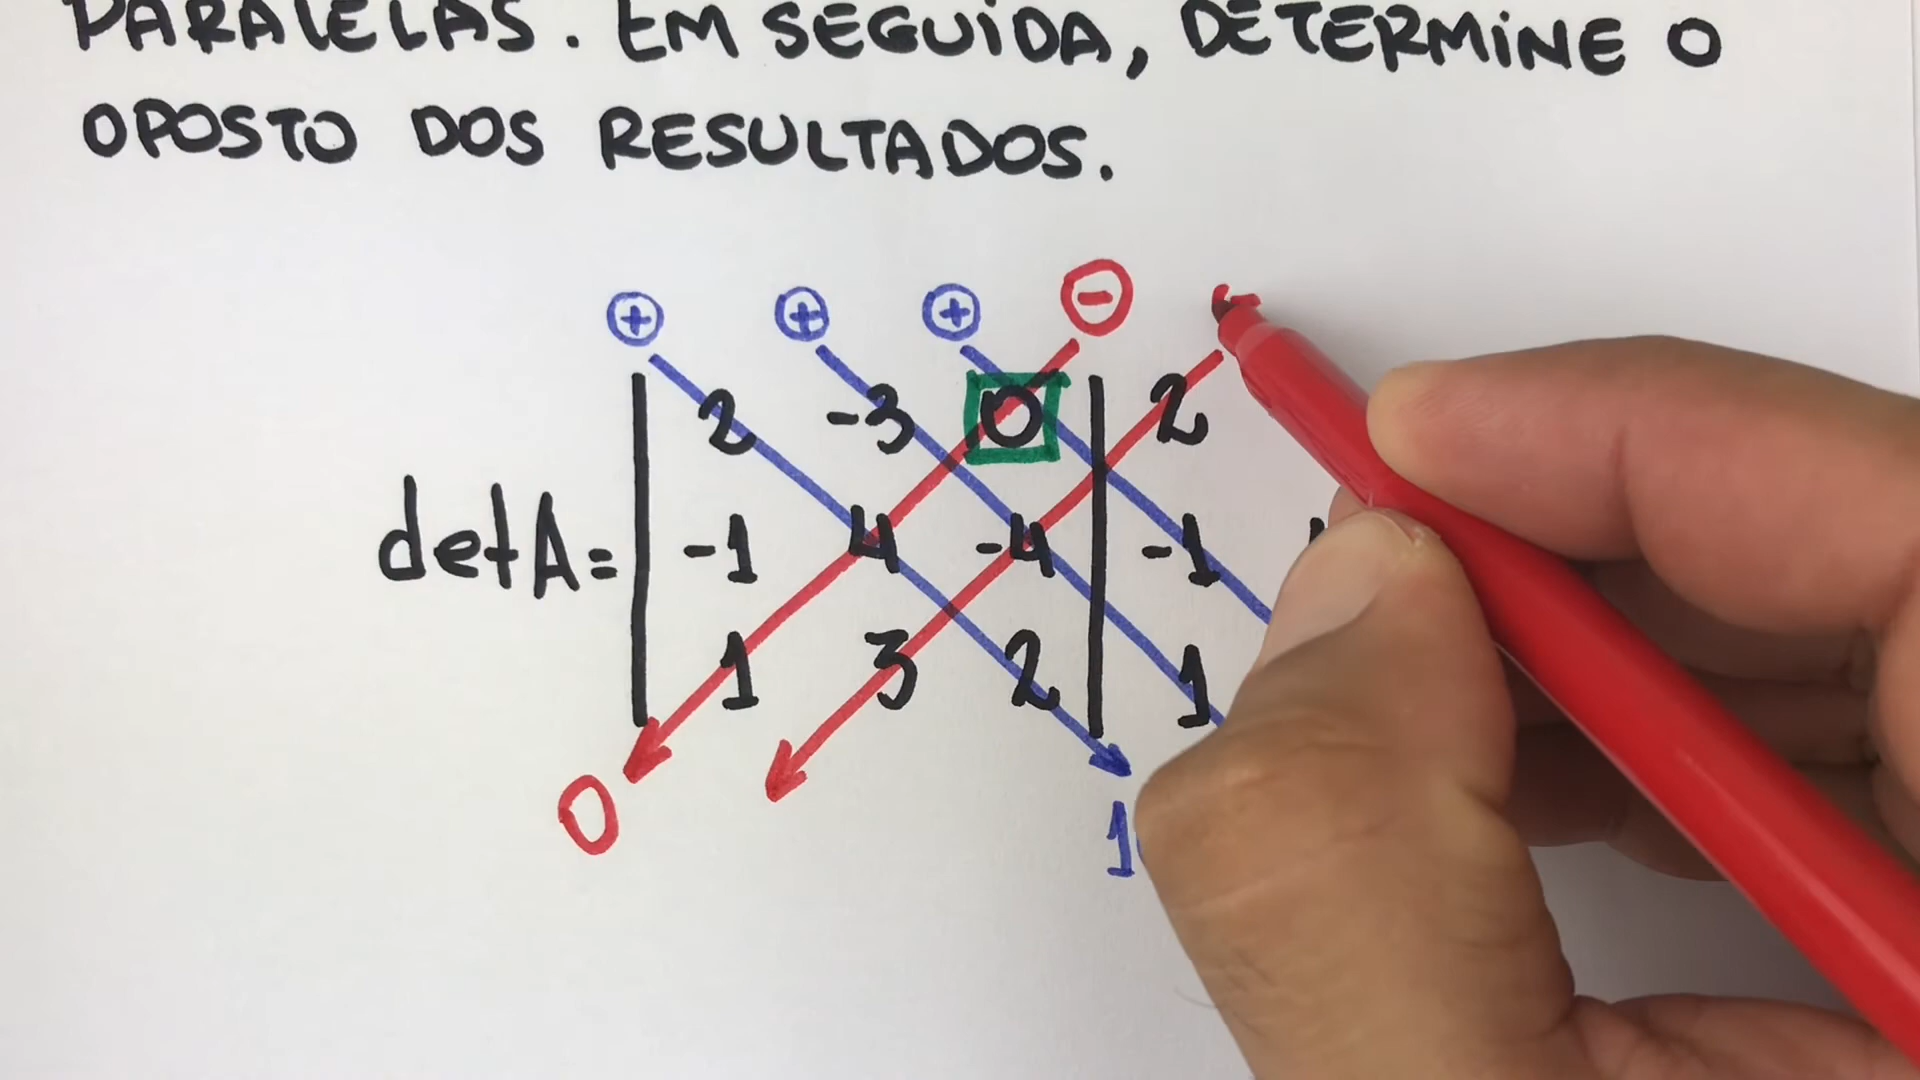 PARALELAS. EM SEGUIDA, DETERMINE O
OPOSTO DOS RESULTADOS.
+ + + -
2 -3 0 2
detA= -1 4 -4 -1
1 3 2 1
0